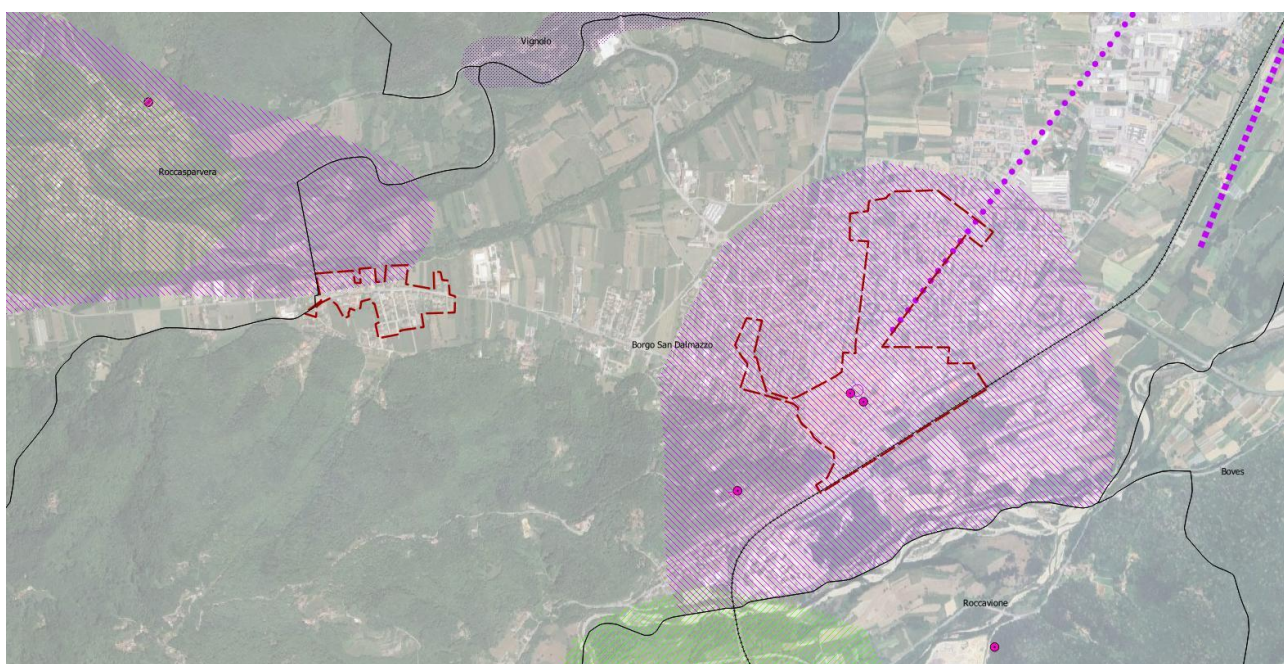 Vignolo
Roccasparvera
Borgo San Dalmazzo
Boves
Roccavione